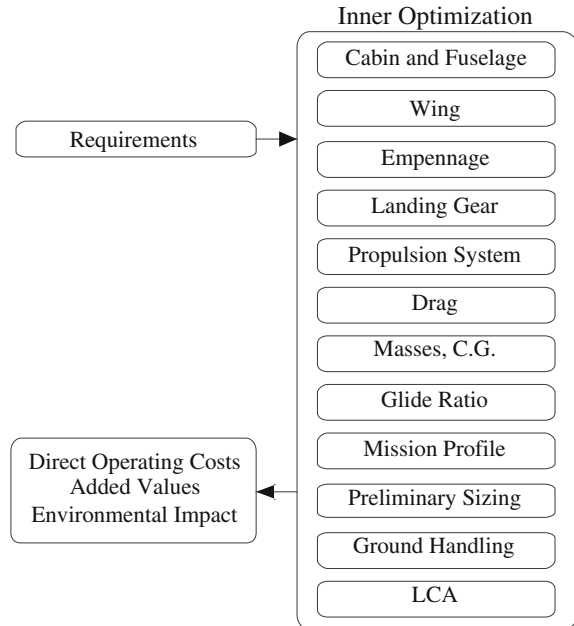 Inner Optimization
Cabin and Fuselage
Wing
Requirements
Empennage
Landing Gear
Propulsion System
Drag
Masses, C.G.
Glide Ratio
Mission Profile
Direct Operating Costs
Added Values
Environmental Impact
Preliminary Sizing
Ground Handling
LCA